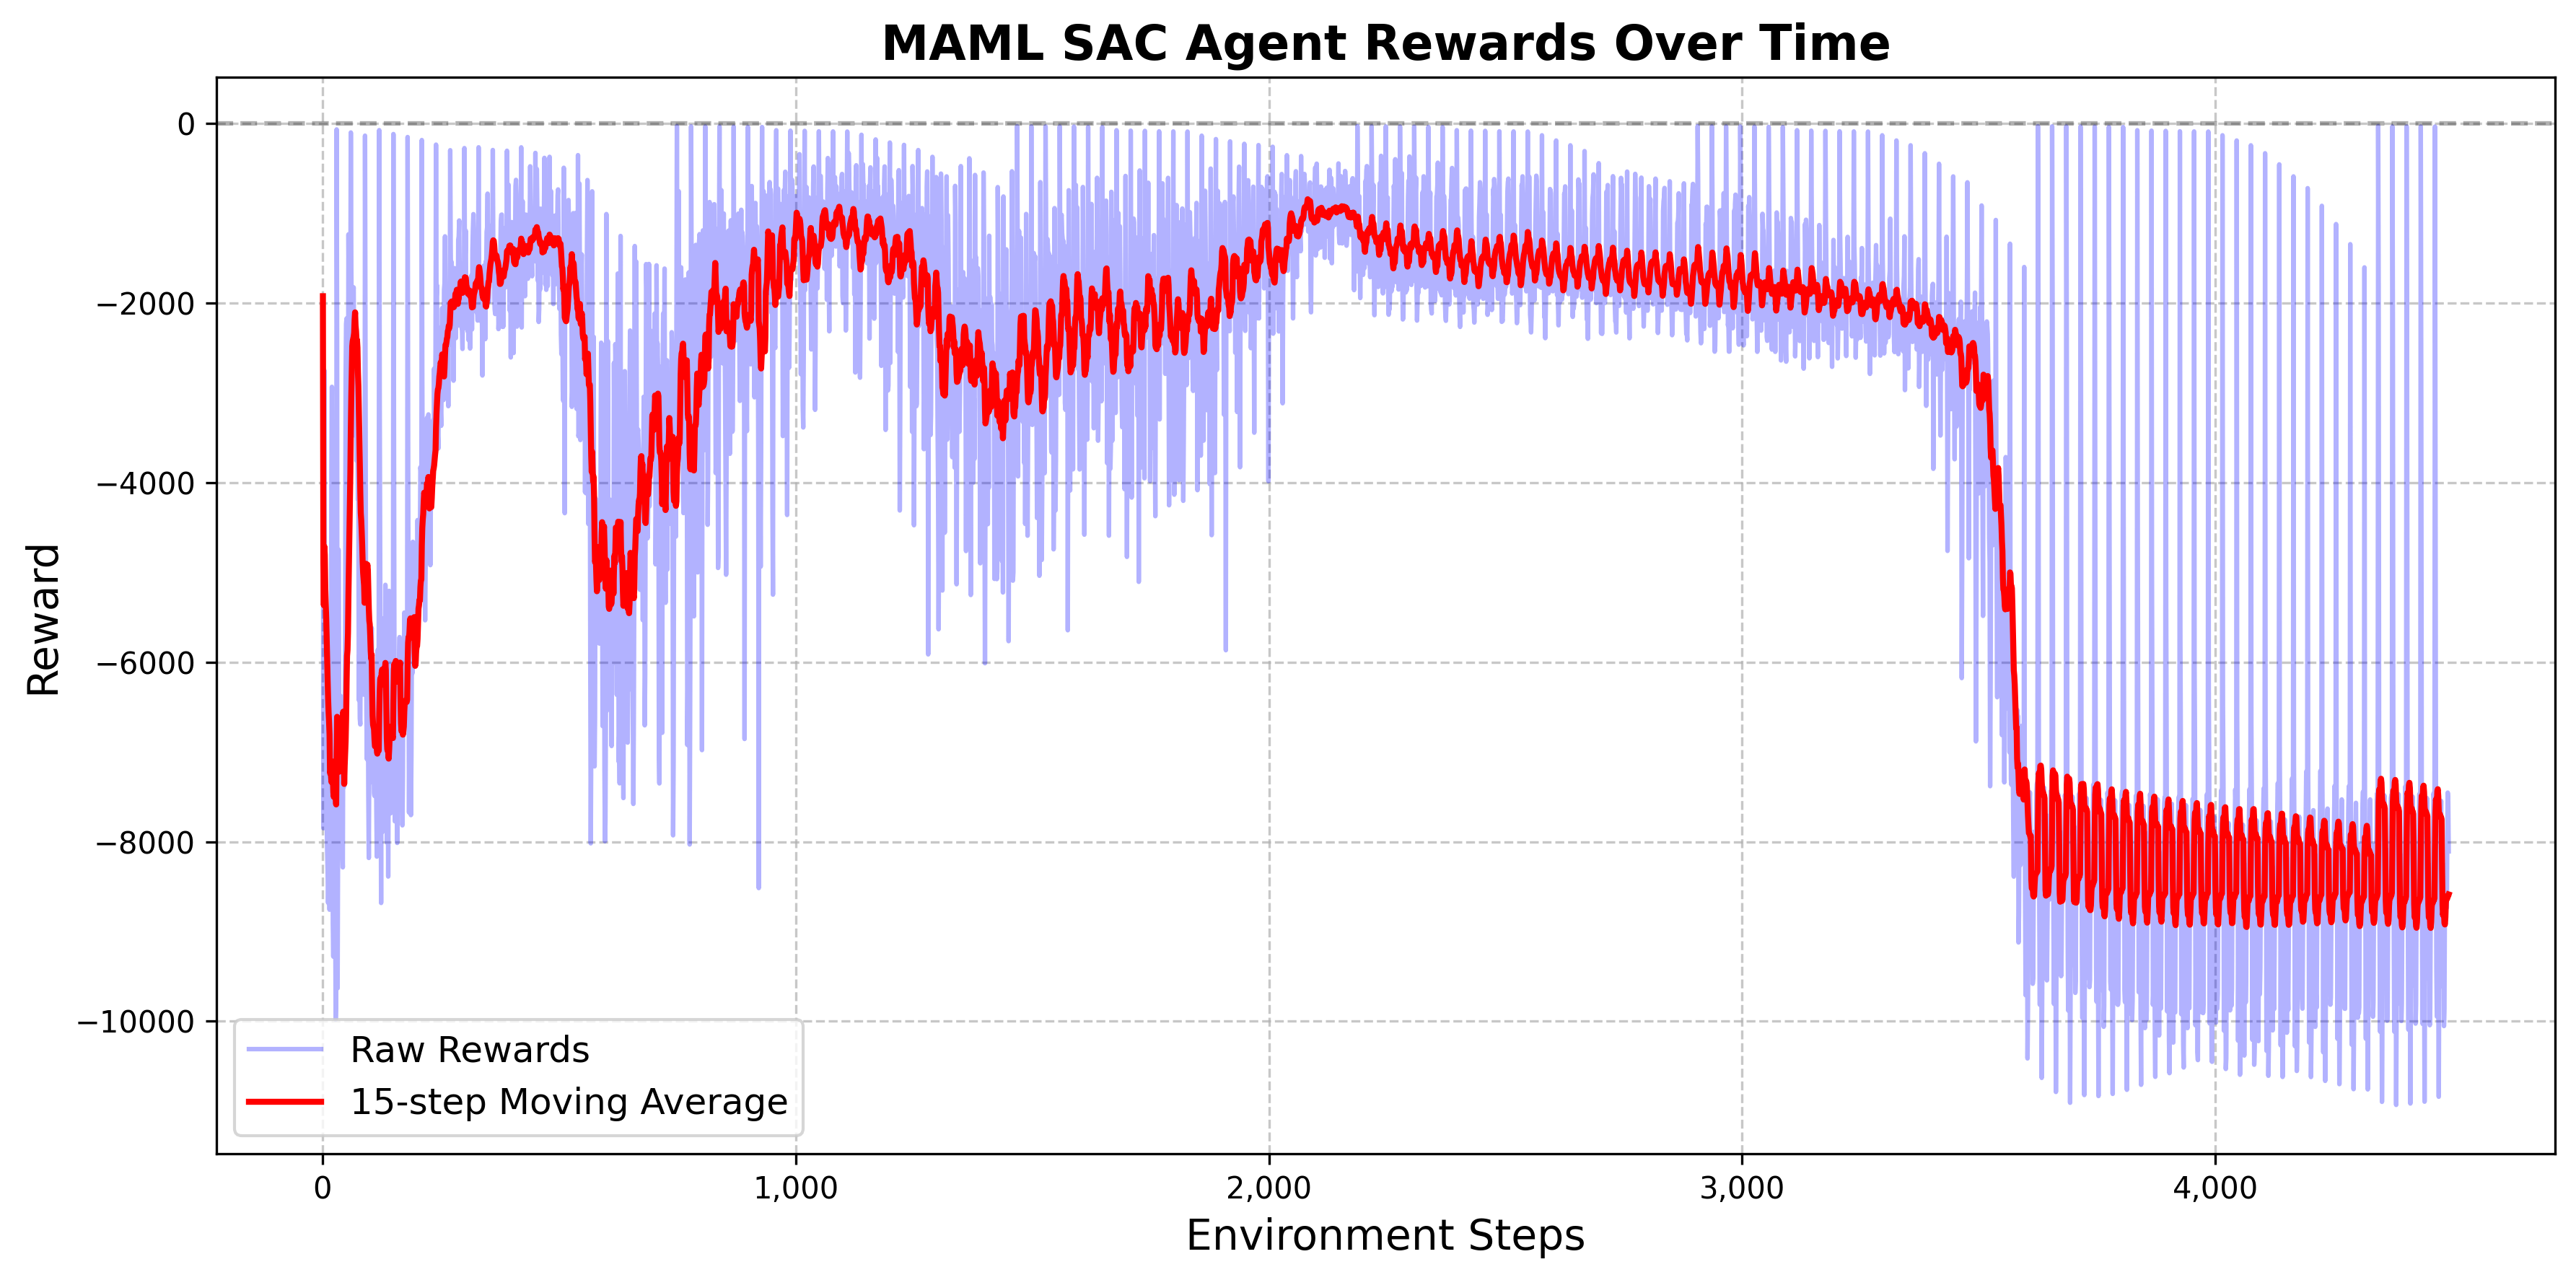 MAML SAC Agent Rewards Over Time
0
−2000
−4000
−6000
−8000
−10000
Reward
Raw Rewards
15-step Moving Average
0
1,000
2,000
3,000
4,000
Environment Steps